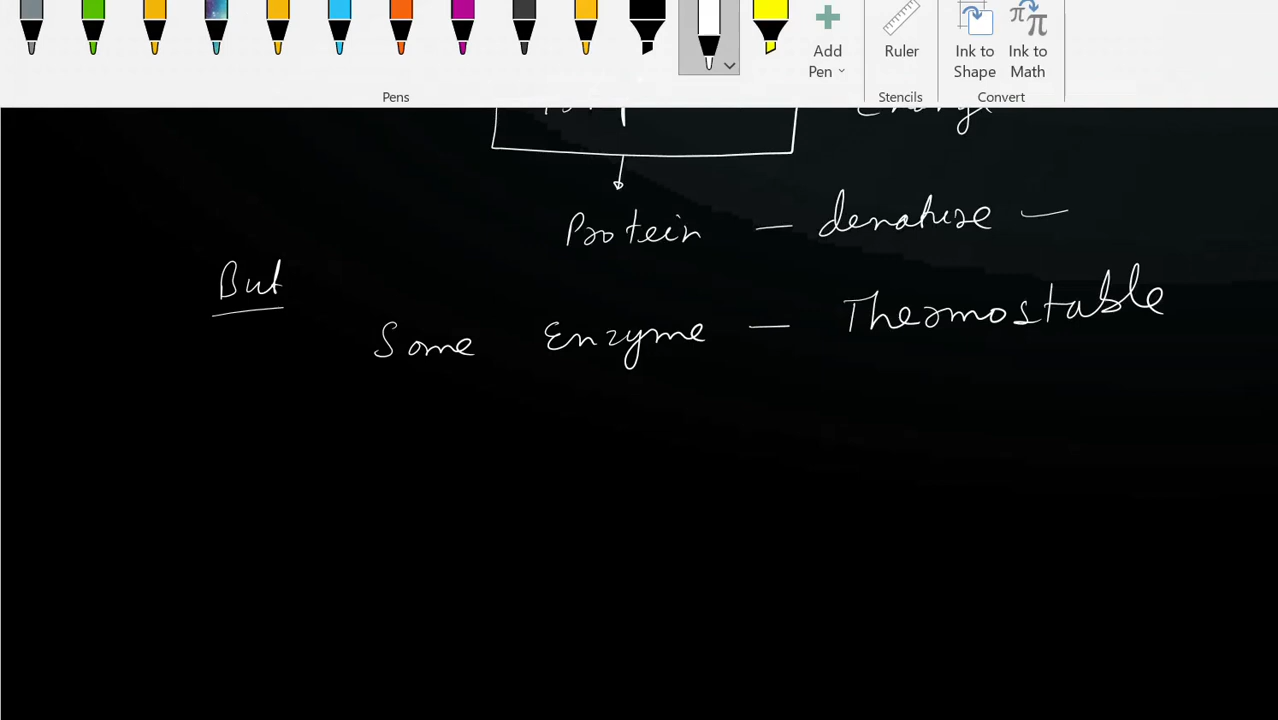 Add
Pen
Ruler
Ink to
Shape
Ink to
Math
Pens
Stencils
Convert
Protein — denature —
But
Some Enzyme — Thermostable